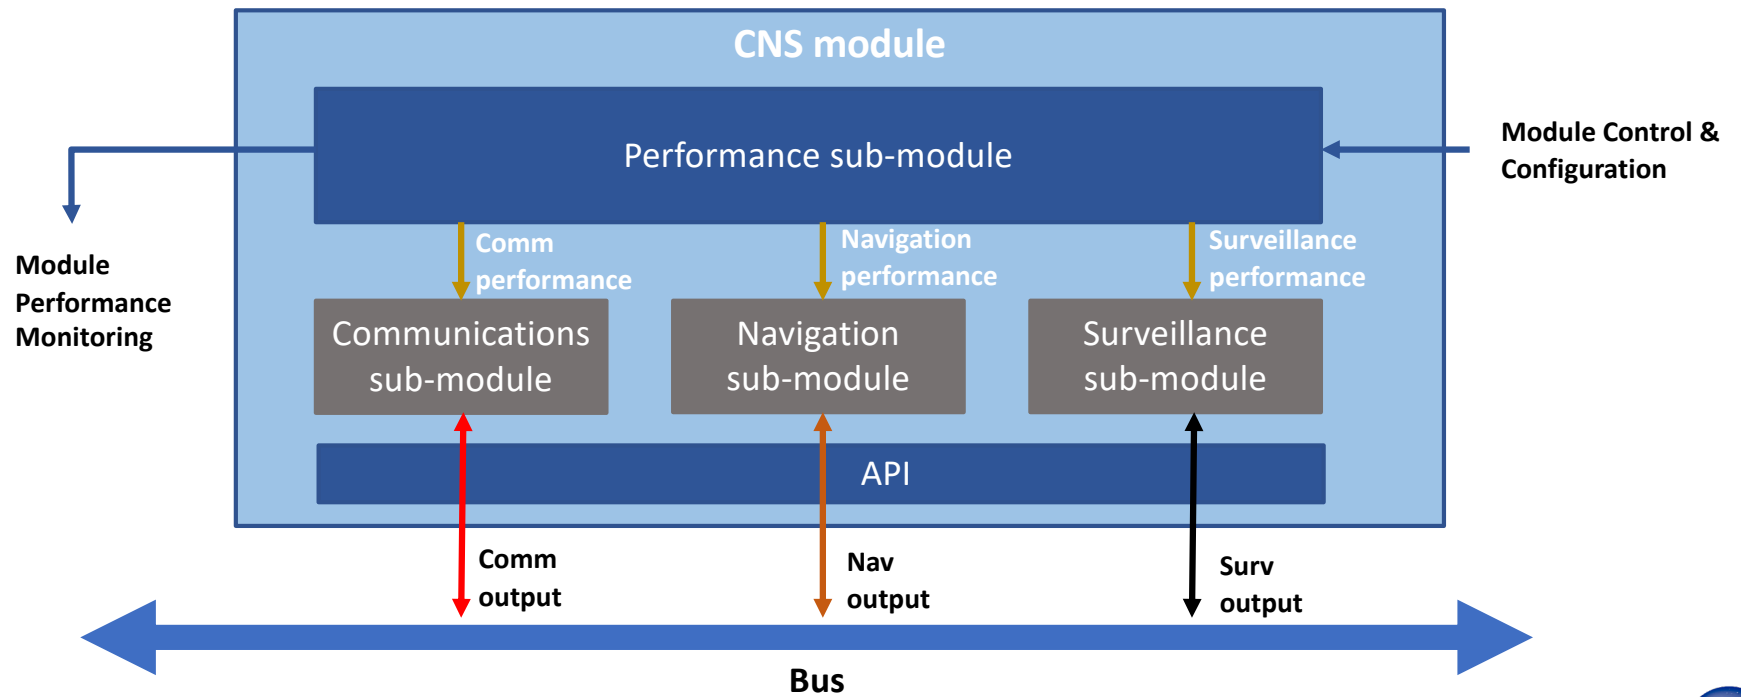 CNS module
Performance sub-module
Module Control &
Configuration
Comm
performance
Navigation
performance
Surveillance
performance
Module
Performance
Monitoring
Communications
sub-module
Navigation
sub-module
Surveillance
sub-module
API
Comm
output
Nav
output
Surv
output
Bus